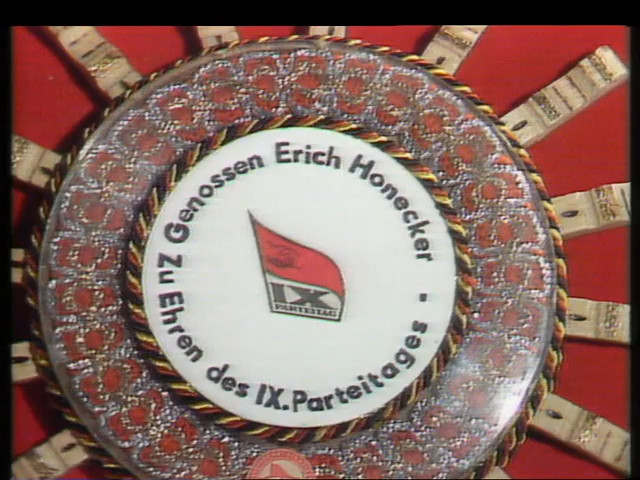 Zu Ehren des IX. Parteitages -
Genossen Erich Honecker
IX
PARTEITAG